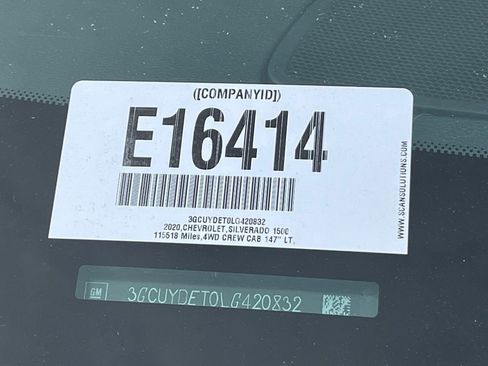 ([COMPANYID])
E16414
3GCUYDET0LG420832
2020,CHEVROLET,SILVERADO 1500
115518 Miles,4WD CREW CAB 147" LT,
WWW.SCANSOLUTIONS.COM
GM 3GCUYDET0LG420832